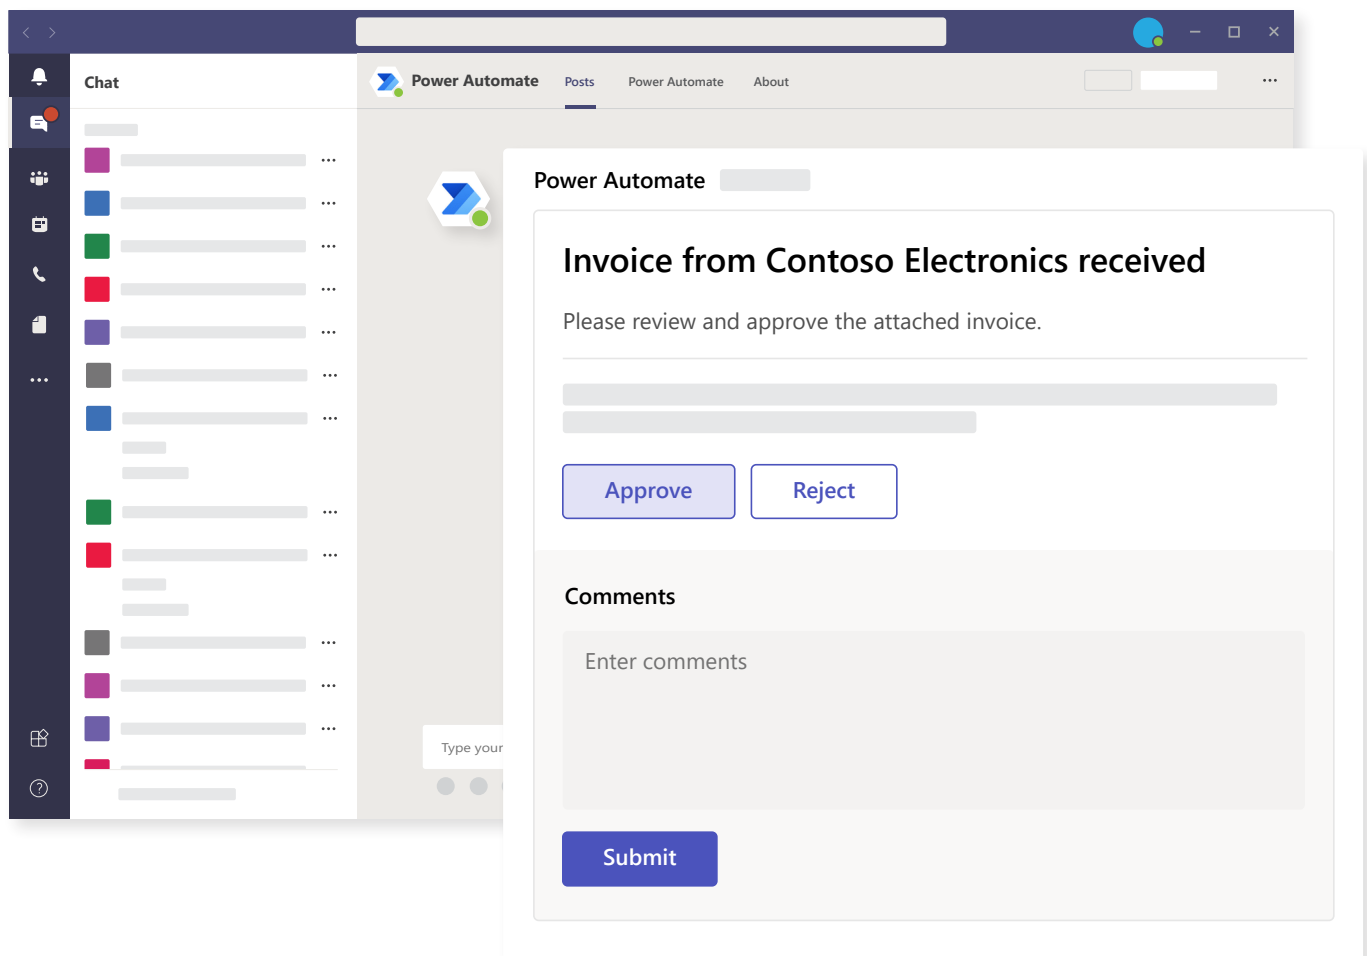 Chat
Power Automate
Posts
Power Automate
About
Power Automate
Invoice from Contoso Electronics received
Please review and approve the attached invoice.
Approve
Reject
Comments
Enter comments
Type your
Submit